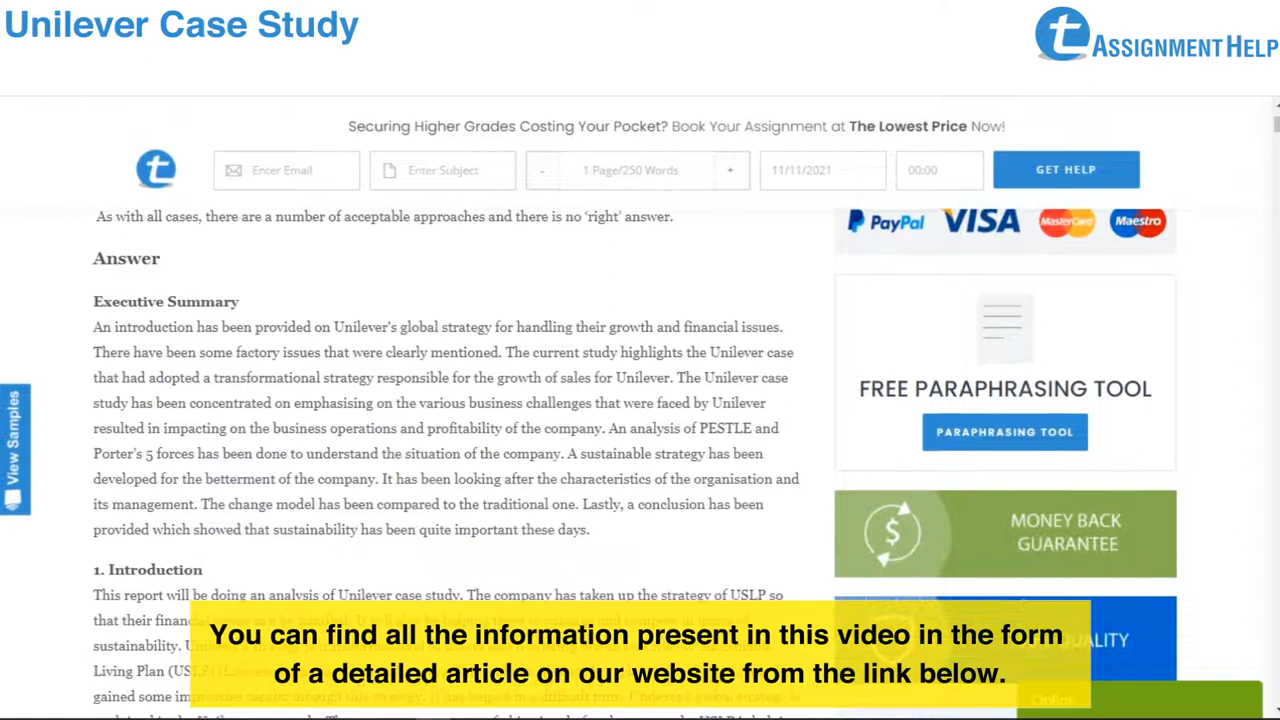 Unilever Case Study
t ASSIGNMENT HELP
Securing Higher Grades Costing Your Pocket? Book Your Assignment at The Lowest Price Now!
t
Enter Email
Enter Subject
- 1 Page/250 Words +
11/11/2021
00:00
GET HELP
As with all cases, there are a number of acceptable approaches and there is no 'right' answer.
PayPal VISA MasterCard Maestro
Answer
Executive Summary
An introduction has been provided on Unilever's global strategy for handling their growth and financial issues.
There have been some factory issues that were clearly mentioned. The current study highlights the Unilever case
that had adopted a transformational strategy responsible for the growth of sales for Unilever. The Unilever case
study has been concentrated on emphasising on the various business challenges that were faced by Unilever
resulted in impacting on the business operations and profitability of the company. An analysis of PESTLE and
Porter's 5 forces has been done to understand the situation of the company. A sustainable strategy has been
developed for the betterment of the company. It has been looking after the characteristics of the organisation and
its management. The change model has been compared to the traditional one. Lastly, a conclusion has been
provided which showed that sustainability has been quite important these days.
1. Introduction
This report will be doing an analysis of Unilever case study. The company has taken up the strategy of USLP so
that their financi
sustainability.
Living Plan (USLP)
gained some
View Samples
FREE PARAPHRASING TOOL
PARAPHRASING TOOL
$
MONEY BACK
GUARANTEE
QUALITY
You can find all the information present in this video in the form
of a detailed article on our website from the link below.
Online